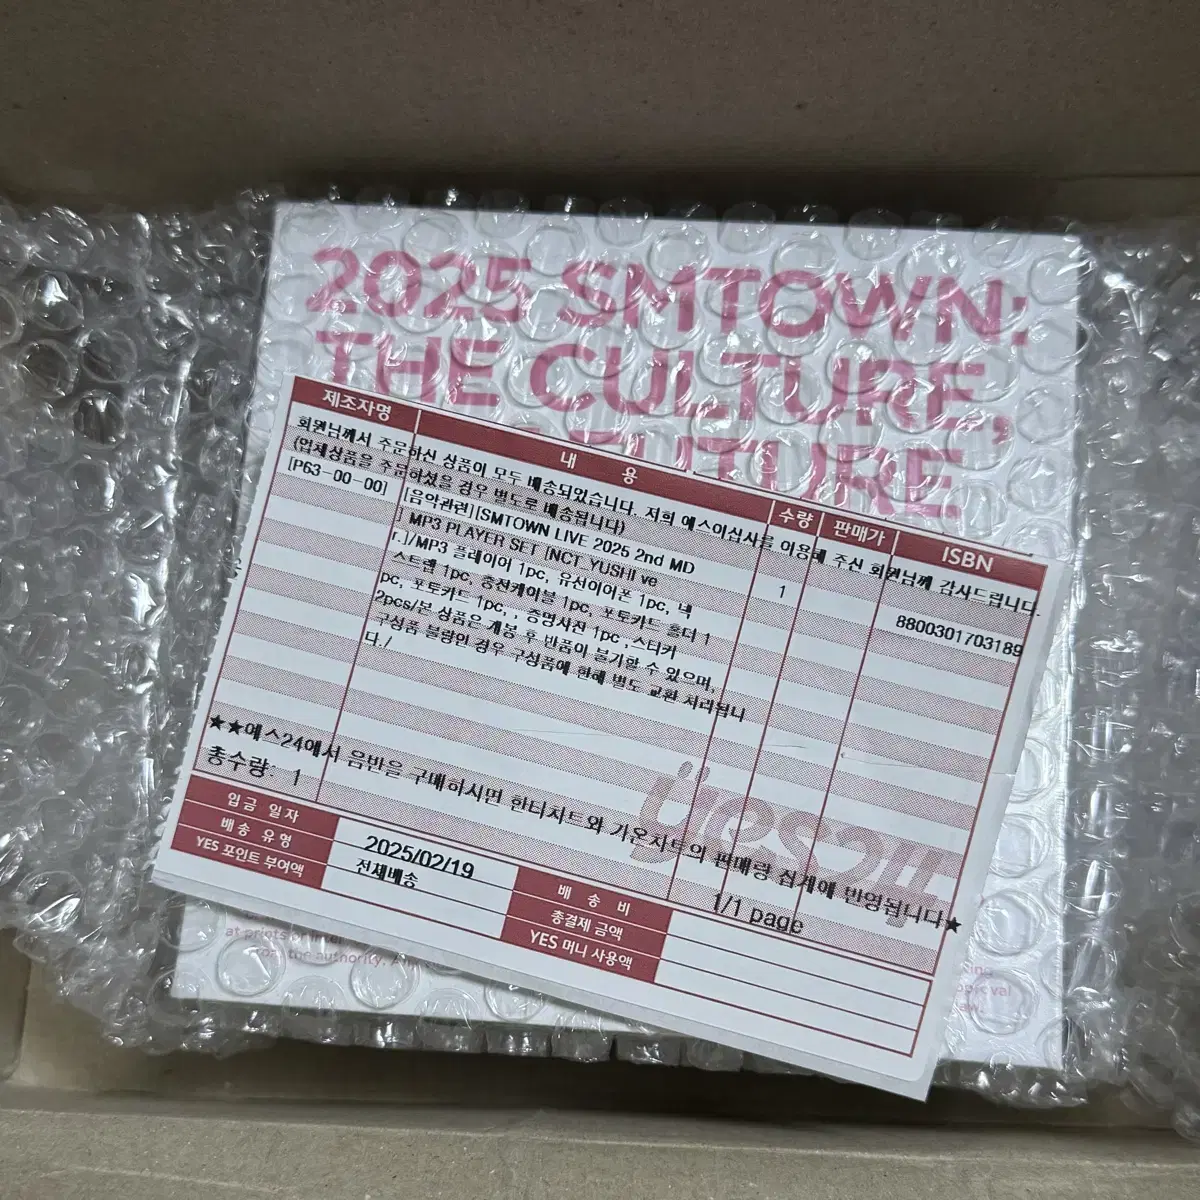 2025 SMTOWN:
THE CULTURE,
FUTURE
제조자명
내 용
수량
판매가
ISBN
회원님께서 주문하신 상품이 모두 배송되었습니다. 저희 예스이십사를 이용해 주신 회원님께 감사드립니다.
(업체상품을 주문하셨을 경우 별도로 배송됩니다)
[P63-00-00]
[음악관련][SMTOWN LIVE 2025 2nd MD
] MP3 PLAYER SET [NCT_YUSHI ve
r.]/MP3 플레이어 1pc, 유선이어폰 1pc, 넥
스트랩 1pc, 충전케이블 1pc, 포토카드 홀더 1
pc, 포토카드 1pc, , 증명사진 1pc ,스티커
2pcs/본 상품은 개봉 후 반품이 불가할 수 있으며,
구성품 불량인 경우 구성품에 한해 별도 교환 처리됩니
다./
1
8800301703189
★★예스24에서 음반을 구매하시면 한터차트와 가온차트의 판매량 집계에 반영됩니다★
총수량: 1
yes24
1/1 page
입금 일자
2025/02/19
배송 유형
전체배송
YES 포인트 부여액
배 송 비
총결제 금액
YES 머니 사용액
at prints or
the authority,